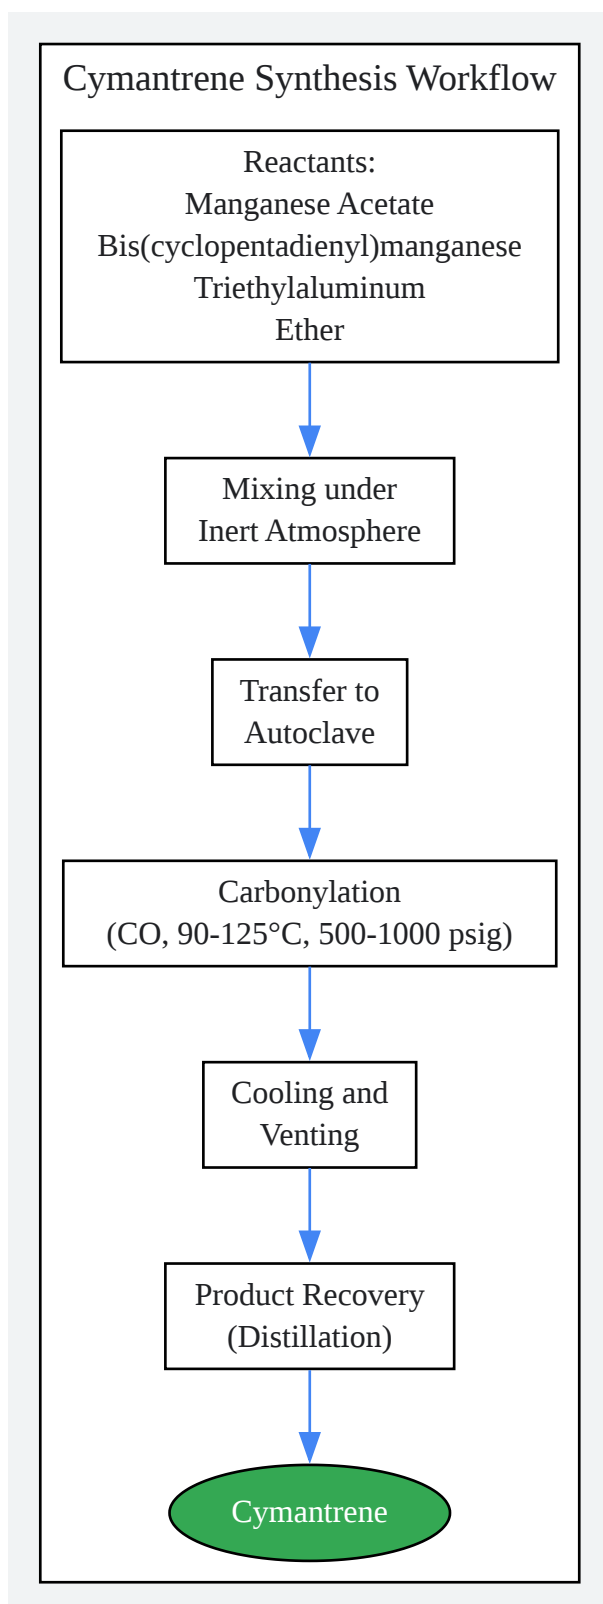 Cymantrene Synthesis Workflow
Reactants:
Manganese Acetate
Bis(cyclopentadienyl)manganese
Triethylaluminum
Ether
Mixing under
Inert Atmosphere
Transfer to
Autoclave
Carbonylation
(CO, 90-125°C, 500-1000 psig)
Cooling and
Venting
Product Recovery
(Distillation)
Cymantrene